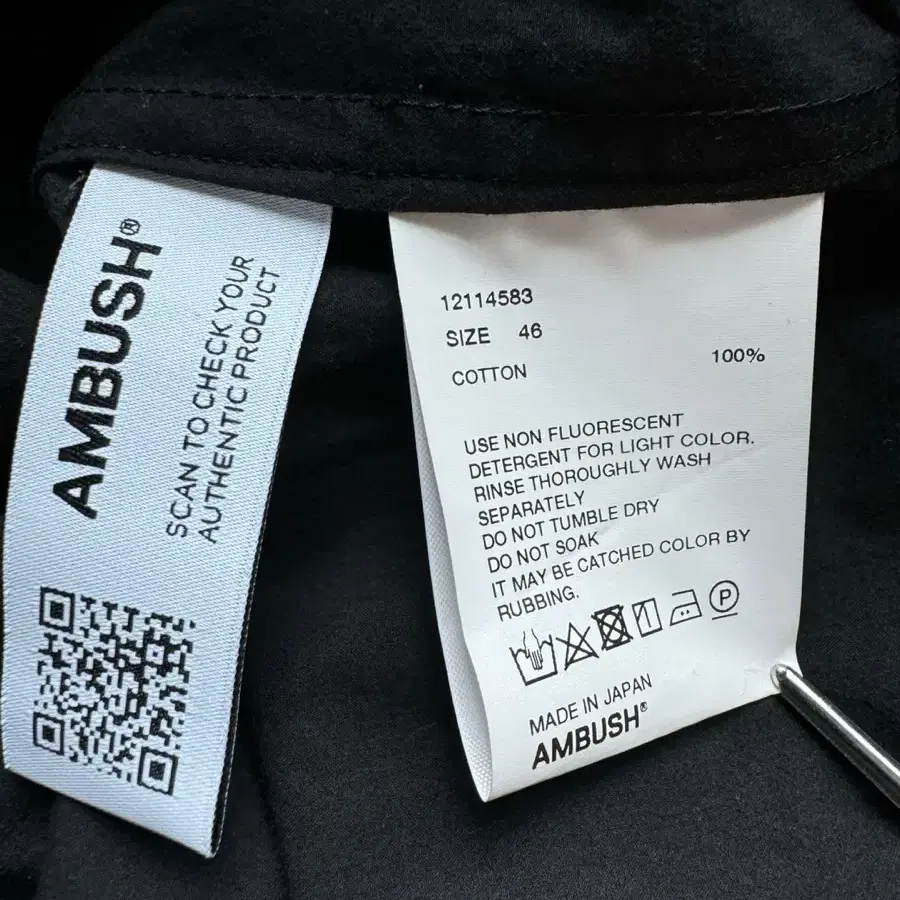 AMBUSH®
SCAN TO CHECK YOUR
AUTHENTIC PRODUCT
12114583
SIZE 46
COTTON 100%
USE NON FLUORESCENT
DETERGENT FOR LIGHT COLOR.
RINSE THOROUGHLY WASH
SEPARATELY
DO NOT TUMBLE DRY
DO NOT SOAK
IT MAY BE CATCHED COLOR BY
RUBBING.
P
MADE IN JAPAN
AMBUSH®